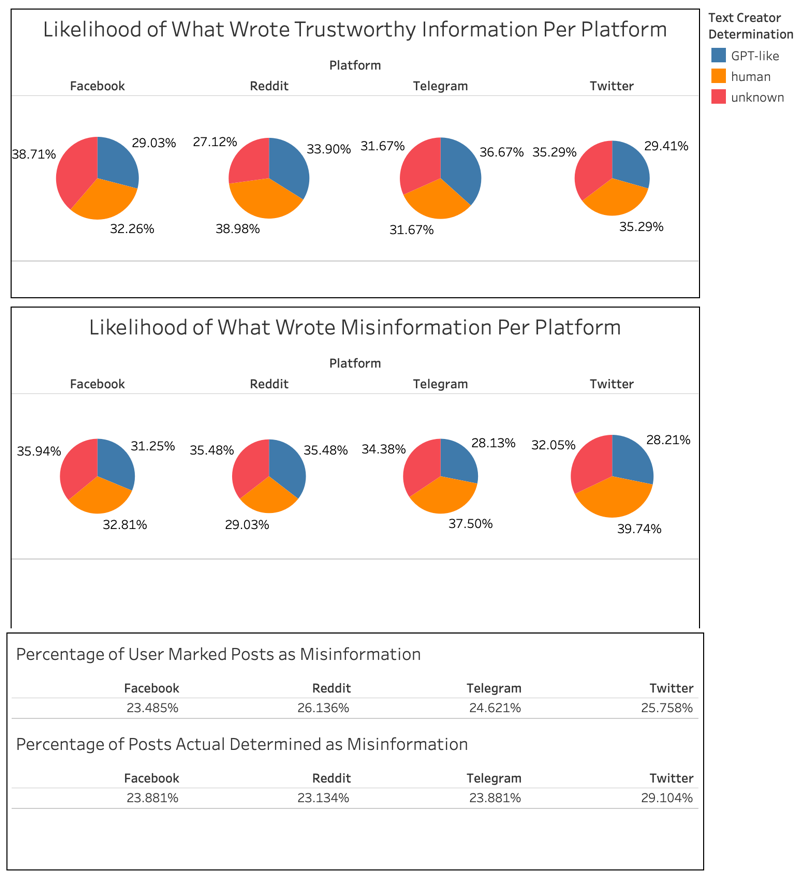 Likelihood of What Wrote Trustworthy Information Per Platform
Platform
Facebook Reddit Telegram Twitter
38.71% 29.03% 32.26%
27.12% 33.90% 38.98%
31.67% 36.67% 31.67%
35.29% 29.41% 35.29%
Text Creator
Determination
GPT-like
human
unknown
Likelihood of What Wrote Misinformation Per Platform
Platform
Facebook Reddit Telegram Twitter
35.94% 31.25% 32.81%
35.48% 35.48% 29.03%
34.38% 28.13% 37.50%
32.05% 28.21% 39.74%
Percentage of User Marked Posts as Misinformation
Facebook Reddit Telegram Twitter
23.485% 26.136% 24.621% 25.758%
Percentage of Posts Actual Determined as Misinformation
Facebook Reddit Telegram Twitter
23.881% 23.134% 23.881% 29.104%